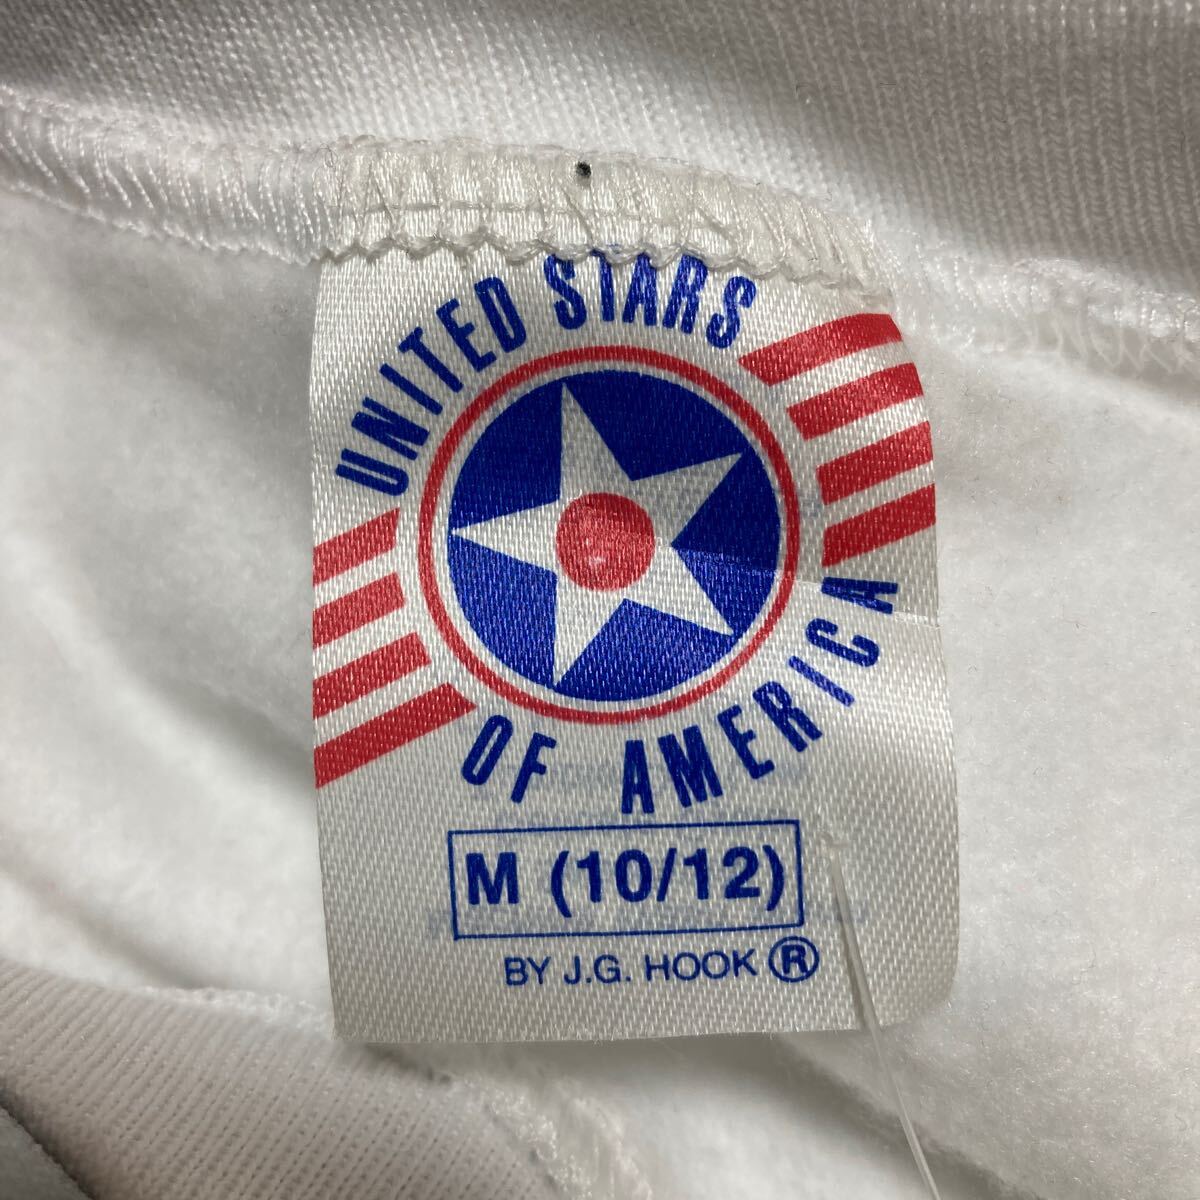 UNITED STARS
OF AMERICA
M (10/12)
BY J.G. HOOK ®